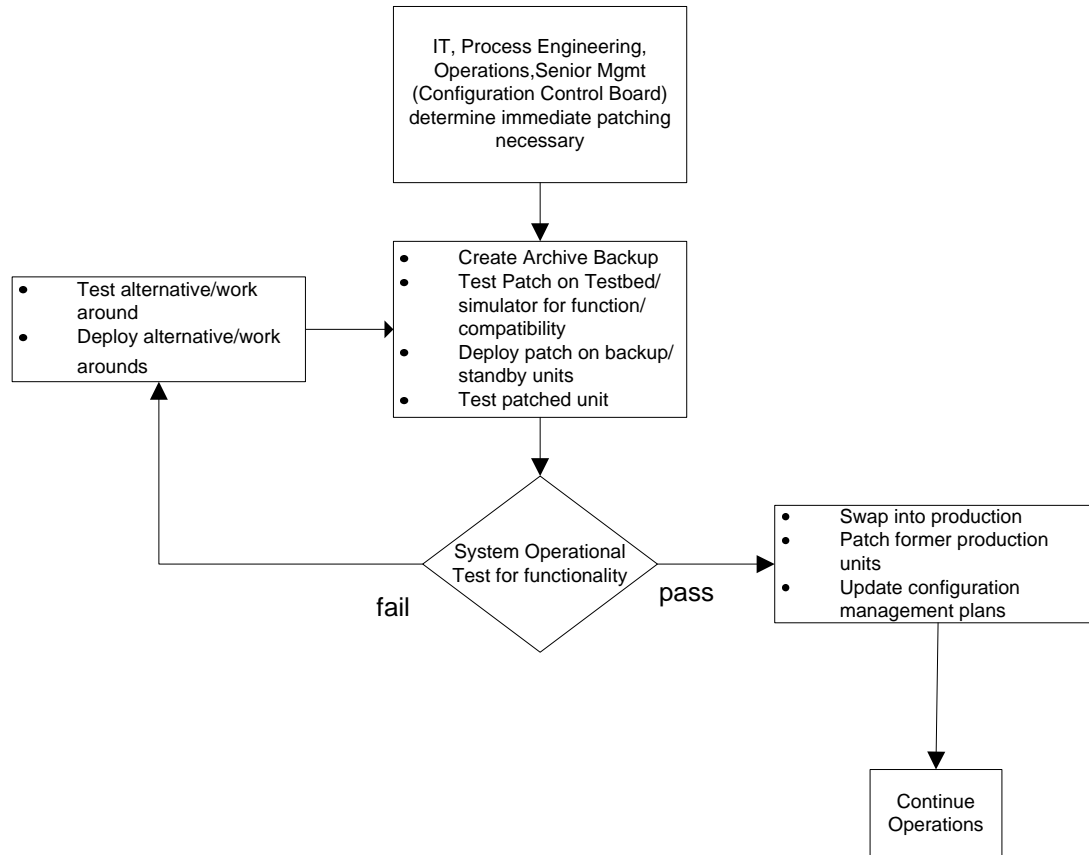 IT, Process Engineering,
Operations,Senior Mgmt
(Configuration Control Board)
determine immediate patching
necessary
• Create Archive Backup
• Test Patch on Testbed/
simulator for function/
compatibility
• Deploy patch on backup/
standby units
• Test patched unit
• Test alternative/work
around
• Deploy alternative/work
arounds
System Operational
Test for functionality
fail
pass
• Swap into production
• Patch former production
units
• Update configuration
management plans
Continue
Operations